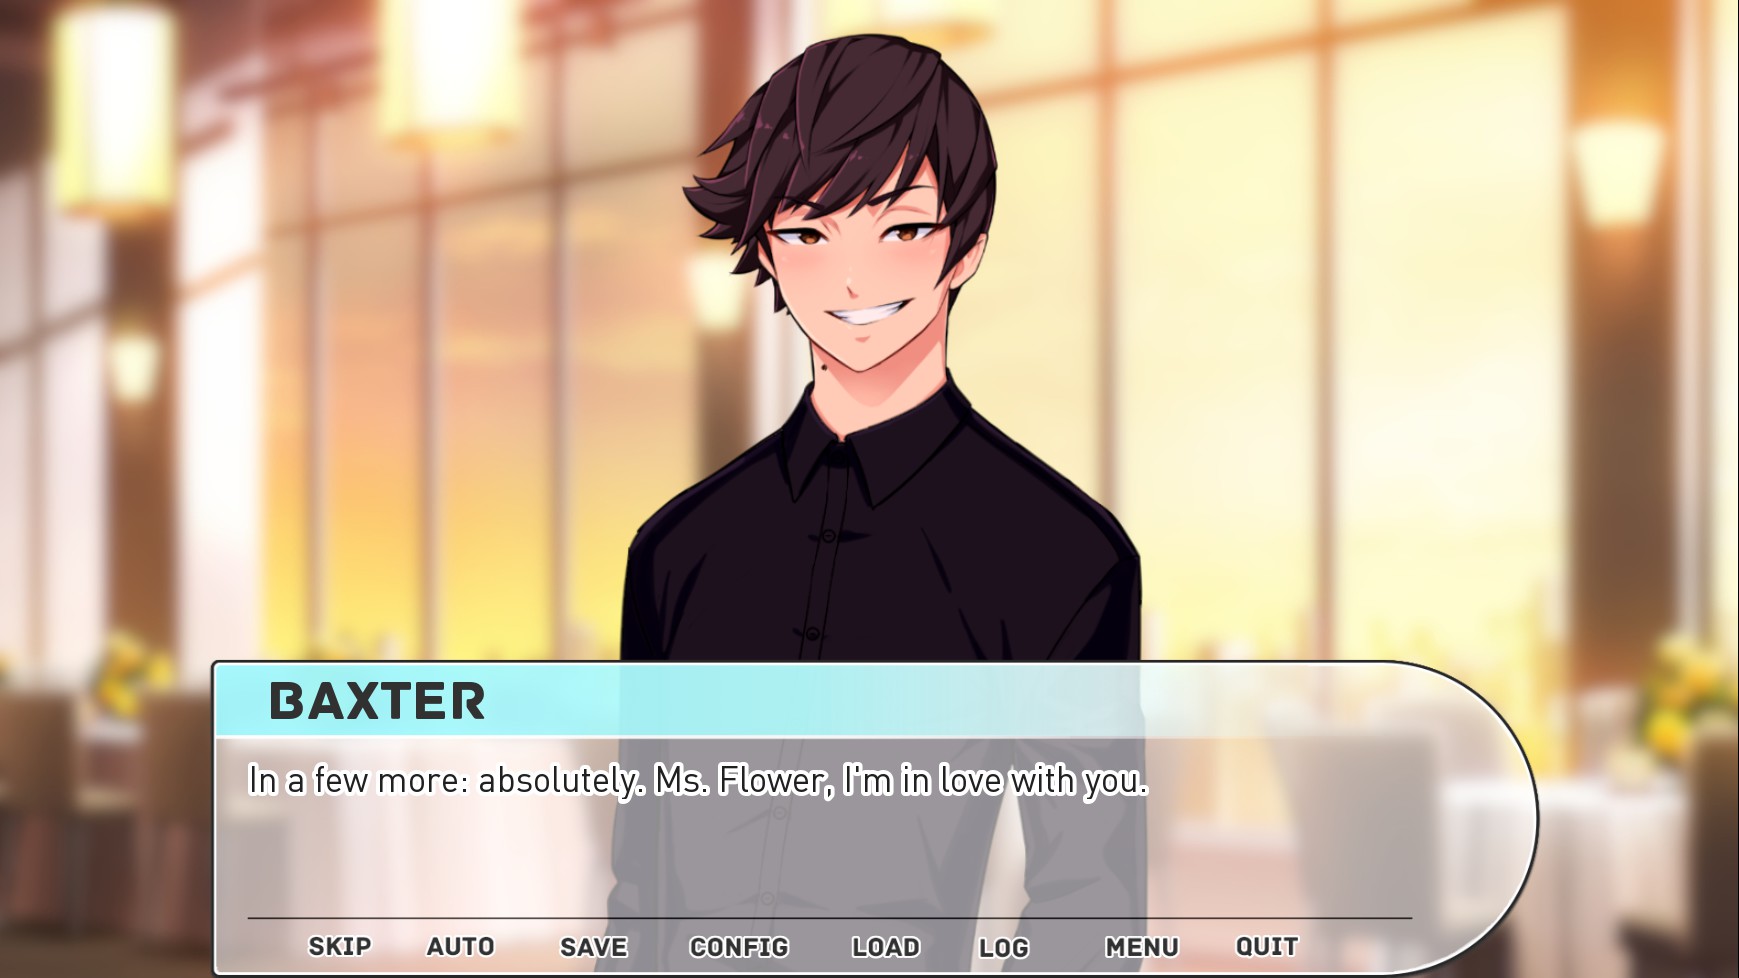 BAXTER
In a few more: absolutely. Ms. Flower, I'm in love with you.
SKIP AUTO SAVE CONFIG LOAD LOG MENU QUIT